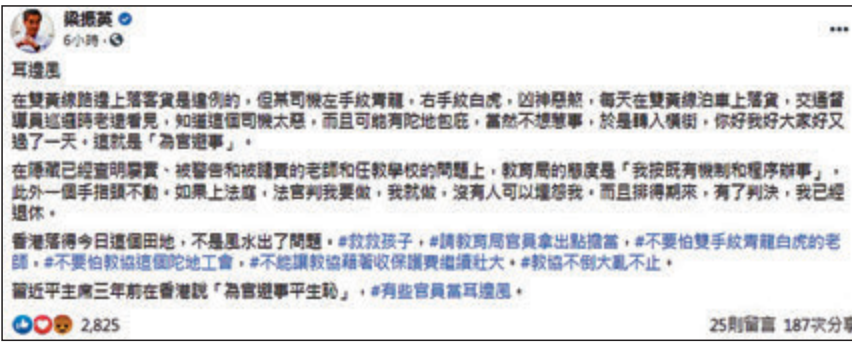 梁振英
6小時
耳邊風
在雙黃線路邊上落客貨是違例的，但某司機左手紋青龍，右手紋白虎，凶神惡煞，每天在雙黃線泊車上落貨，交通督
導員巡邏時老遠看見，知道這個司機太惡，而且可能有陀地包庇，當然不想惹事，於是轉入橫街，你好我好大家好又
過了一天。這就是「為官避事」。
在隱藏已經查明屬實、被警告和被譴責的老師和任教學校的問題上，教育局的態度是「我按既有機制和程序辦事」，
此外一個手指頭不動。如果上法庭，法官判我要做，我就做，沒有人可以埋怨我。而且排得期來，有了判決，我已經
退休。
香港落得今日這個田地，不是風水出了問題。#救救孩子，#請教育局官員拿出點擔當，#不要怕雙手紋青龍白虎的老
師，#不要怕教協這個陀地工會，#不能讓教協藉著收保護費繼續壯大。#教協不倒大亂不止。
習近平主席三年前在香港說「為官避事平生恥」，#有些官員當耳邊風。
2,825
25則留言 187次分享